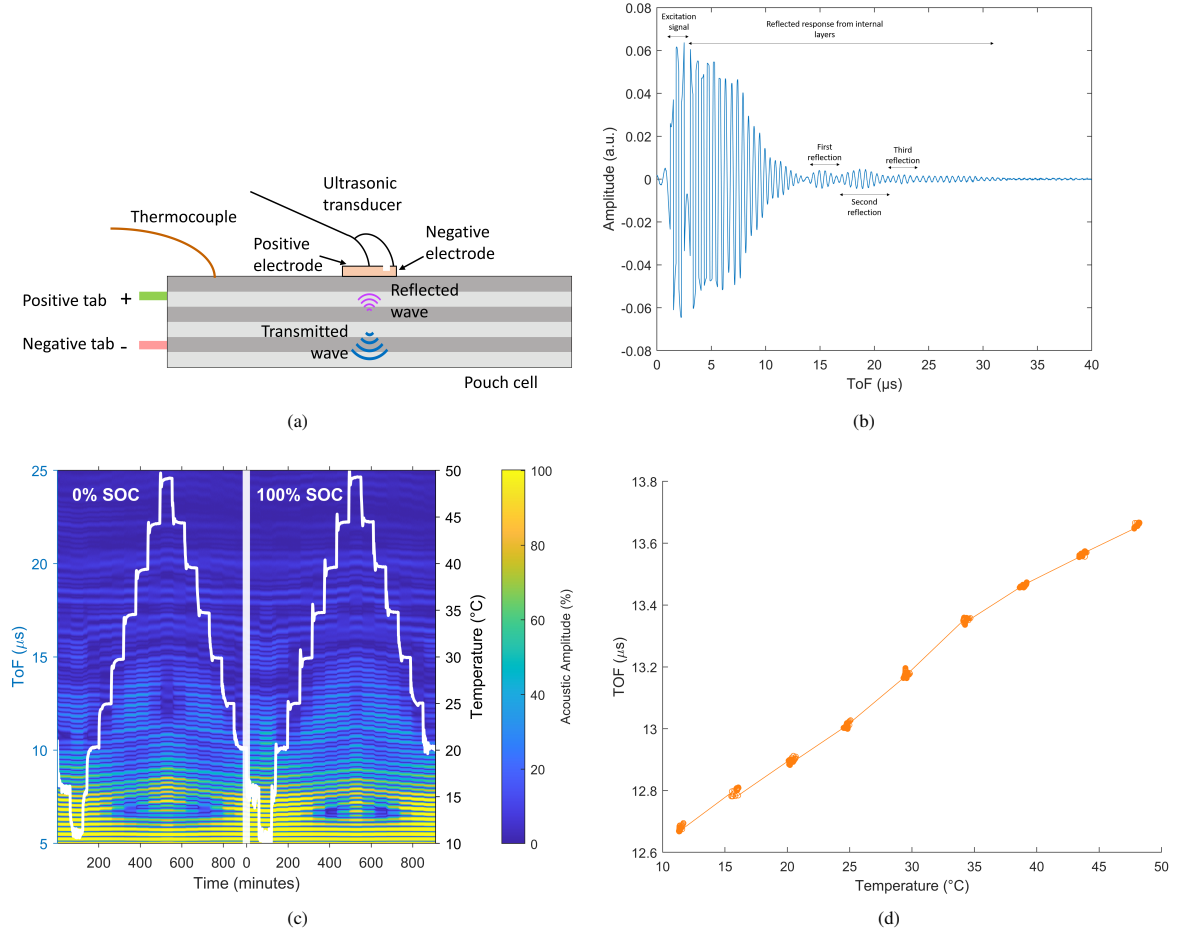 Ultrasonic
transducer
Thermocouple
Positive
electrode
Negative
electrode
Positive tab
+
Reflected
wave
Negative tab
-
Transmitted
wave
Pouch cell
(a)
0.08
0.06
0.04
0.02
0
-0.02
-0.04
-0.06
-0.08
Amplitude (a.u.)
Excitation
signal
Reflected response from internal
layers
First
reflection
Third
reflection
Second
reflection
0 5 10 15 20 25 30 35 40
ToF (µs)
(b)
25
20
15
10
5
ToF (µs)
0% SOC
100% SOC
50
45
40
35
30
25
20
15
10
Temperature (°C)
100
80
60
40
20
0
Acoustic Amplitude (%)
200 400 600 800 0 200 400 600 800
Time (minutes)
(c)
13.8
13.6
13.4
13.2
13
12.8
12.6
TOF (µs)
10 15 20 25 30 35 40 45 50
Temperature (°C)
(d)